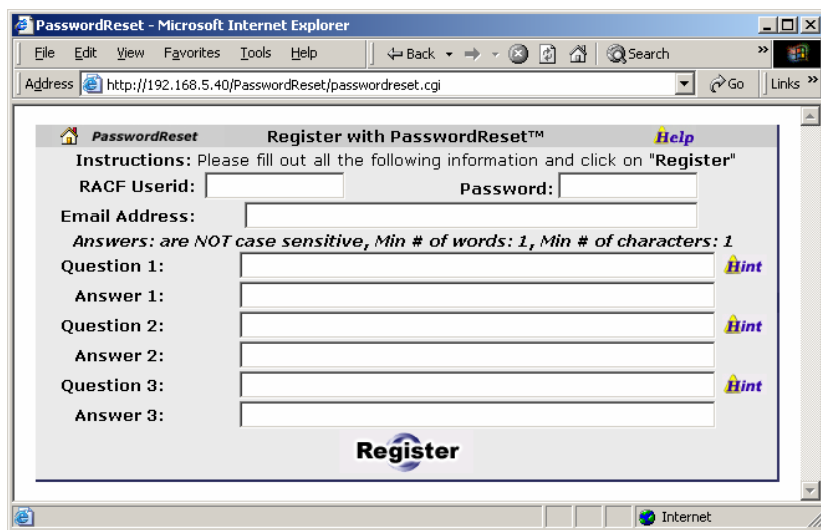 PasswordReset - Microsoft Internet Explorer
File Edit View Favorites Tools Help Back Search »
Address http://192.168.5.40/PasswordReset/passwordreset.cgi Go Links »
PasswordReset Register with PasswordReset™ Help
Instructions: Please fill out all the following information and click on "Register"
RACF Userid: Password:
Email Address:
Answers: are NOT case sensitive, Min # of words: 1, Min # of characters: 1
Question 1: Hint
Answer 1:
Question 2: Hint
Answer 2:
Question 3: Hint
Answer 3:
Register
Internet